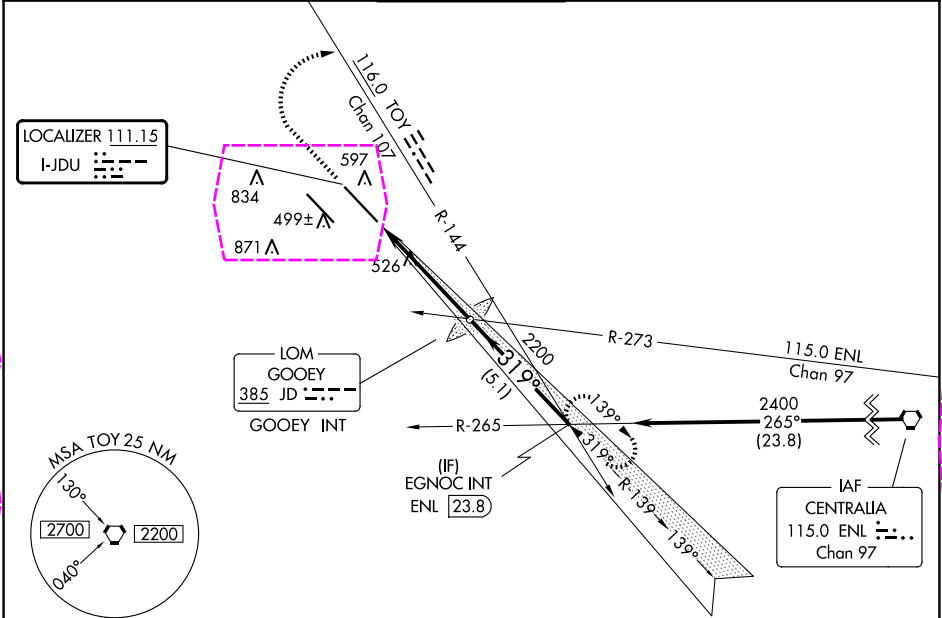 116.0 TOY
Chan 107
LOCALIZER 111.15
I-JDU
597
834
499±
871
526
R-144
R-273
115.0 ENL
Chan 97
2200
319°
(5.1)
LOM
GOOEY
385 JD
GOOEY INT
R-265
139°
2400
265°
(23.8)
319°
R-139
139°
(IF)
EGNOC INT
ENL 23.8
IAF
CENTRALIA
115.0 ENL
Chan 97
MSA TOY 25 NM
130°
2700
2200
040°